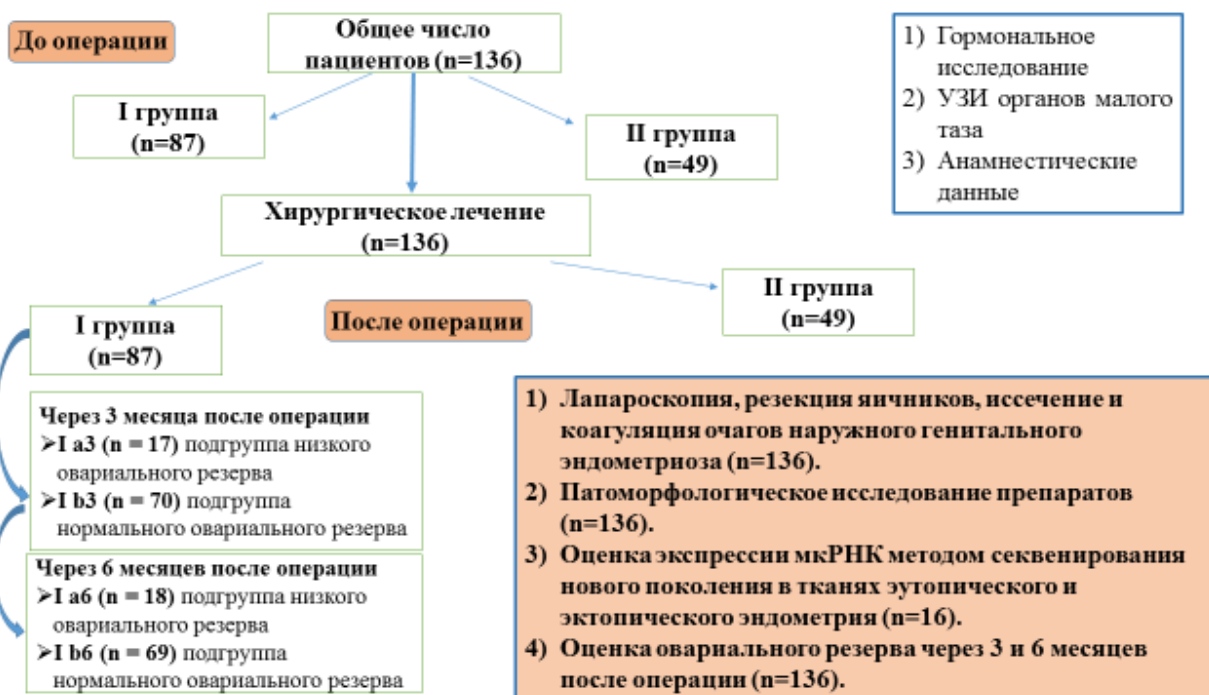 До операции
Общее число
пациентов (n=136)
I группа
(n=87)
II группа
(n=49)
1) Гормональное
исследование
2) УЗИ органов малого
таза
3) Анамнестические
данные
Хирургическое лечение
(n=136)
I группа
(n=87)
После операции
II группа
(n=49)
Через 3 месяца после операции
➢I a3 (n = 17) подгруппа низкого
овариального резерва
➢I b3 (n = 70) подгруппа
нормального овариального резерва
Через 6 месяцев после операции
➢I a6 (n = 18) подгруппа низкого
овариального резерва
➢I b6 (n = 69) подгруппа
нормального овариального резерва
1) Лапароскопия, резекция яичников, иссечение и
коагуляция очагов наружного генитального
эндометриоза (n=136).
2) Патоморфологическое исследование препаратов
(n=136).
3) Оценка экспрессии мкРНК методом секвенирования
нового поколения в тканях эутопического и
эктопического эндометрия (n=16).
4) Оценка овариального резерва через 3 и 6 месяцев
после операции (n=136).